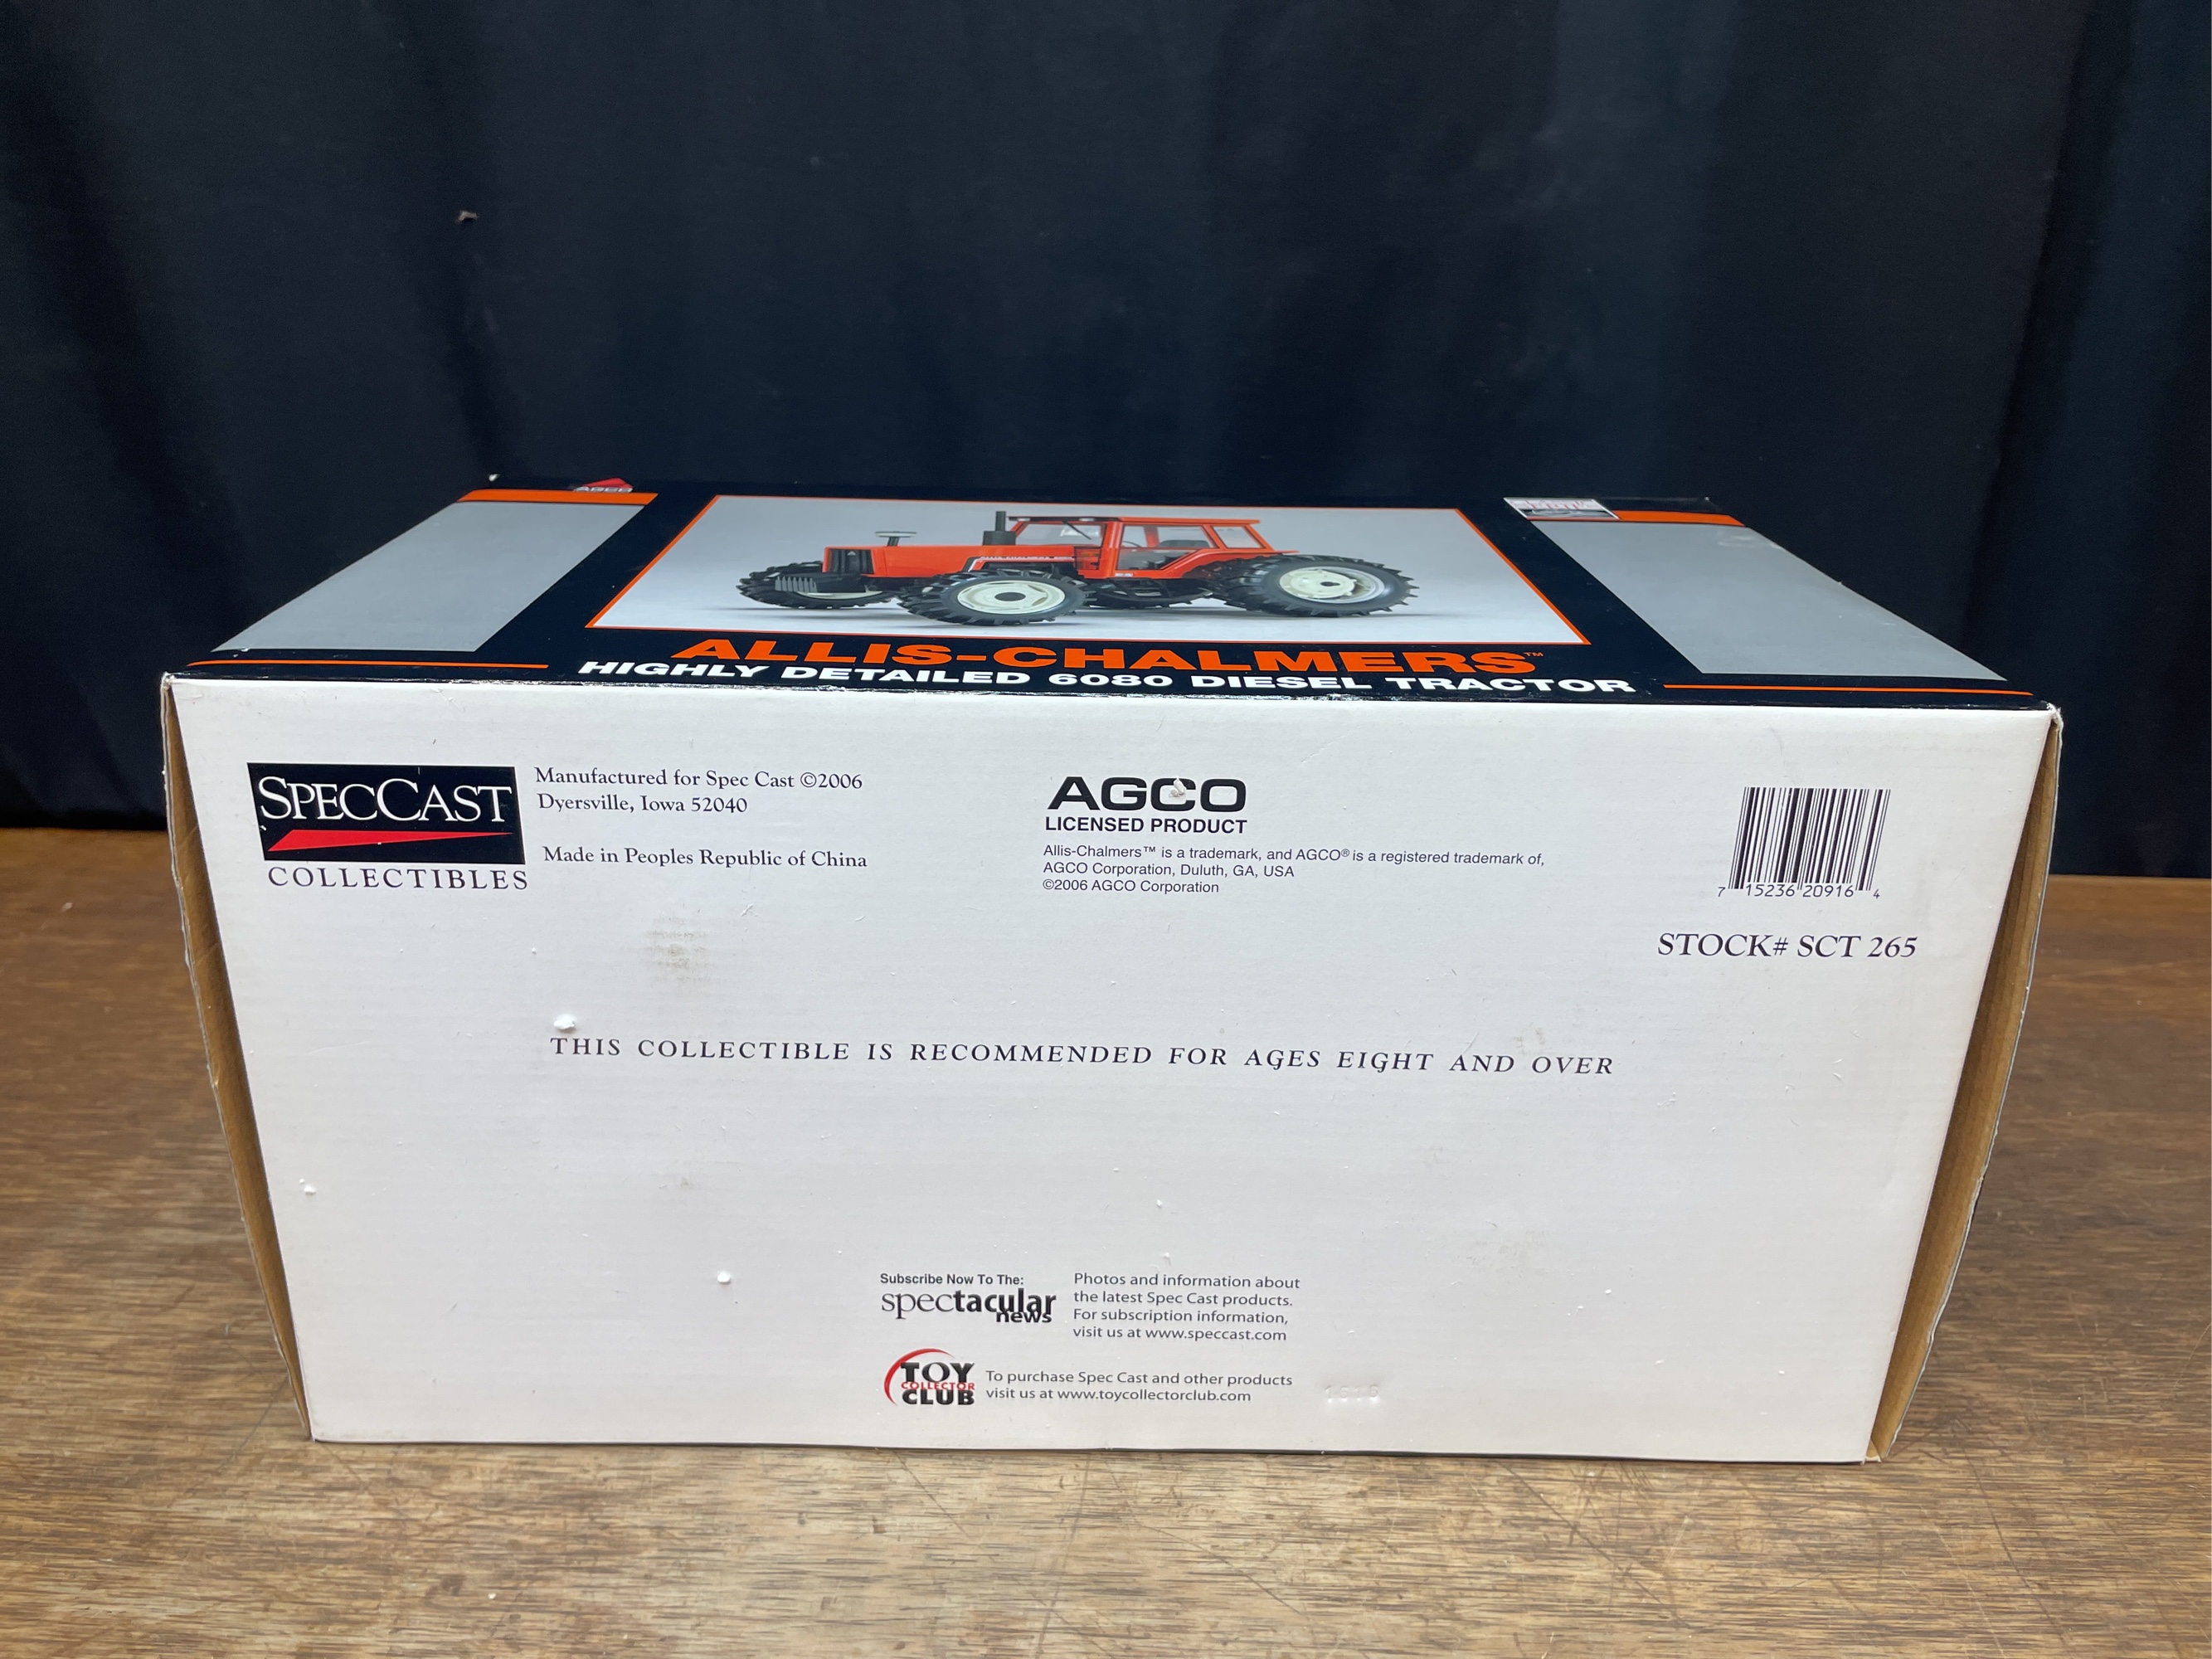 AGCO
ALLIS-CHALMERS™
HIGHLY DETAILED 6080 DIESEL TRACTOR
SPECCAST
COLLECTIBLES
Manufactured for Spec Cast ©2006
Dyersville, Iowa 52040
Made in Peoples Republic of China
AGCO
LICENSED PRODUCT
Allis-Chalmers™ is a trademark, and AGCO® is a registered trademark of,
AGCO Corporation, Duluth, GA, USA
©2006 AGCO Corporation
7 15236 20916 4
STOCK# SCT 265
THIS COLLECTIBLE IS RECOMMENDED FOR AGES EIGHT AND OVER
Subscribe Now To The:
spectacular
news
Photos and information about
the latest Spec Cast products.
For subscription information,
visit us at www.speccast.com
TOY
COLLECTOR
CLUB
To purchase Spec Cast and other products
visit us at www.toycollectorclub.com